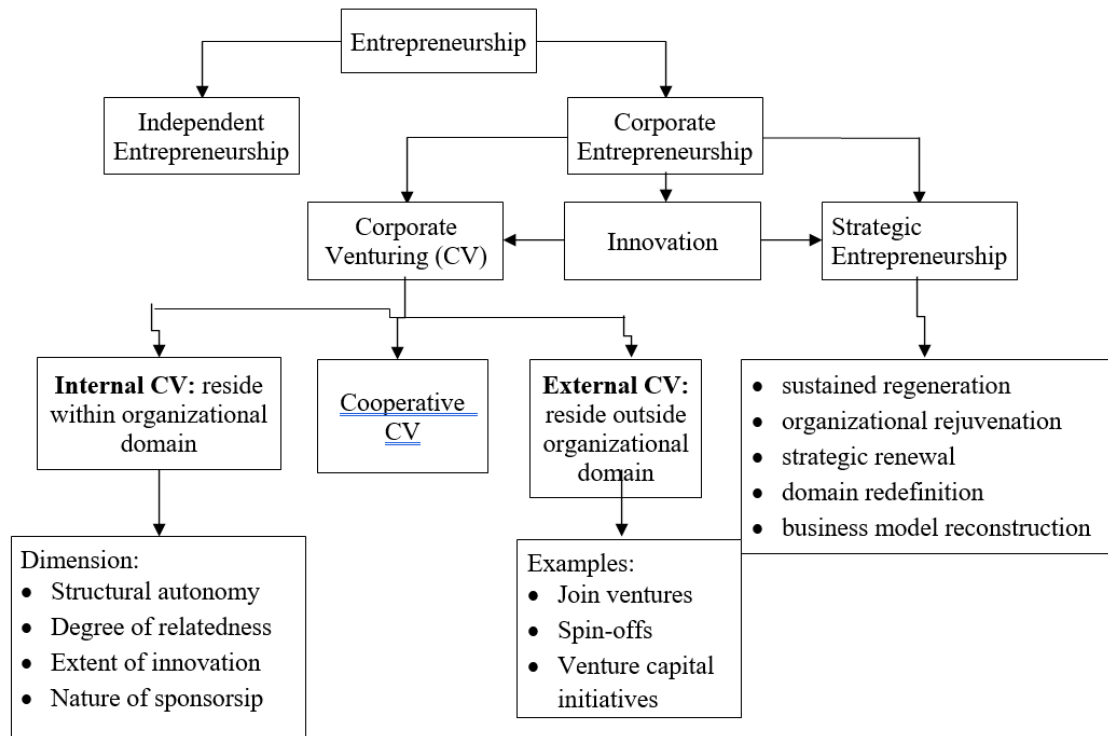 Entrepreneurship
Independent
Entrepreneurship
Corporate
Entrepreneurship
Corporate
Venturing (CV)
Innovation
Strategic
Entrepreneurship
Internal CV: reside
within organizational
domain
Cooperative
CV
External CV:
reside outside
organizational
domain
• sustained regeneration
• organizational rejuvenation
• strategic renewal
• domain redefinition
• business model reconstruction
Dimension:
• Structural autonomy
• Degree of relatedness
• Extent of innovation
• Nature of sponsorsip
Examples:
• Join ventures
• Spin-offs
• Venture capital
initiatives